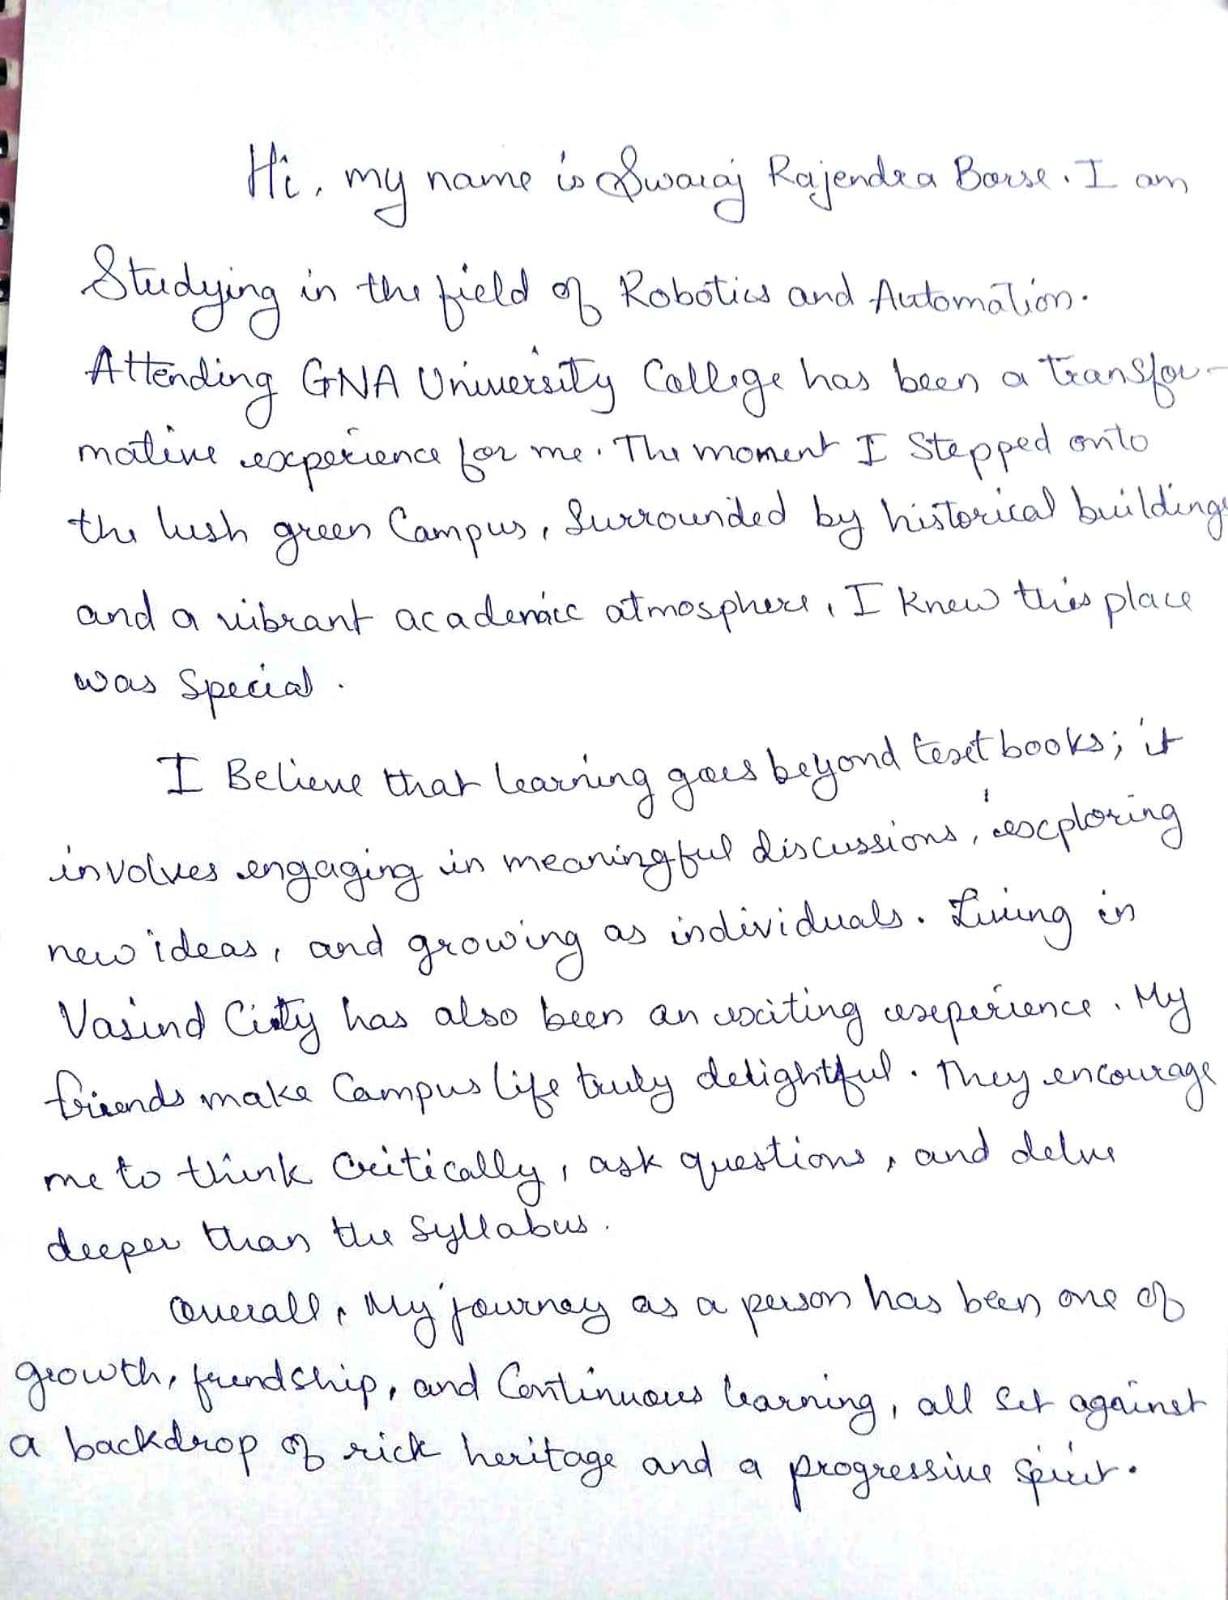 Hi, my name is Swaraj Rajendra Borse. I am
Studying in the field of Robotics and Automation.
Attending GNA University College has been a transfor-
mative experience for me. The moment I Stepped onto
the lush green Campus, Surrounded by historical buildings
and a vibrant academic atmosphere, I Knew this place
was Special.
I Believe that learning goes beyond textbooks; it
involves engaging in meaningful discussions, exploring
new ideas, and growing as individuals. Living in
Vasind City has also been an exciting experience. My
friends make Campus life truly delightful. They encourage
me to think Critically, ask questions, and delve
deeper than the Syllabus.
Overall, My journey as a person has been one of
growth, friendship, and Continuous learning, all Set against
a backdrop of rick heritage and a progressive Spirit.